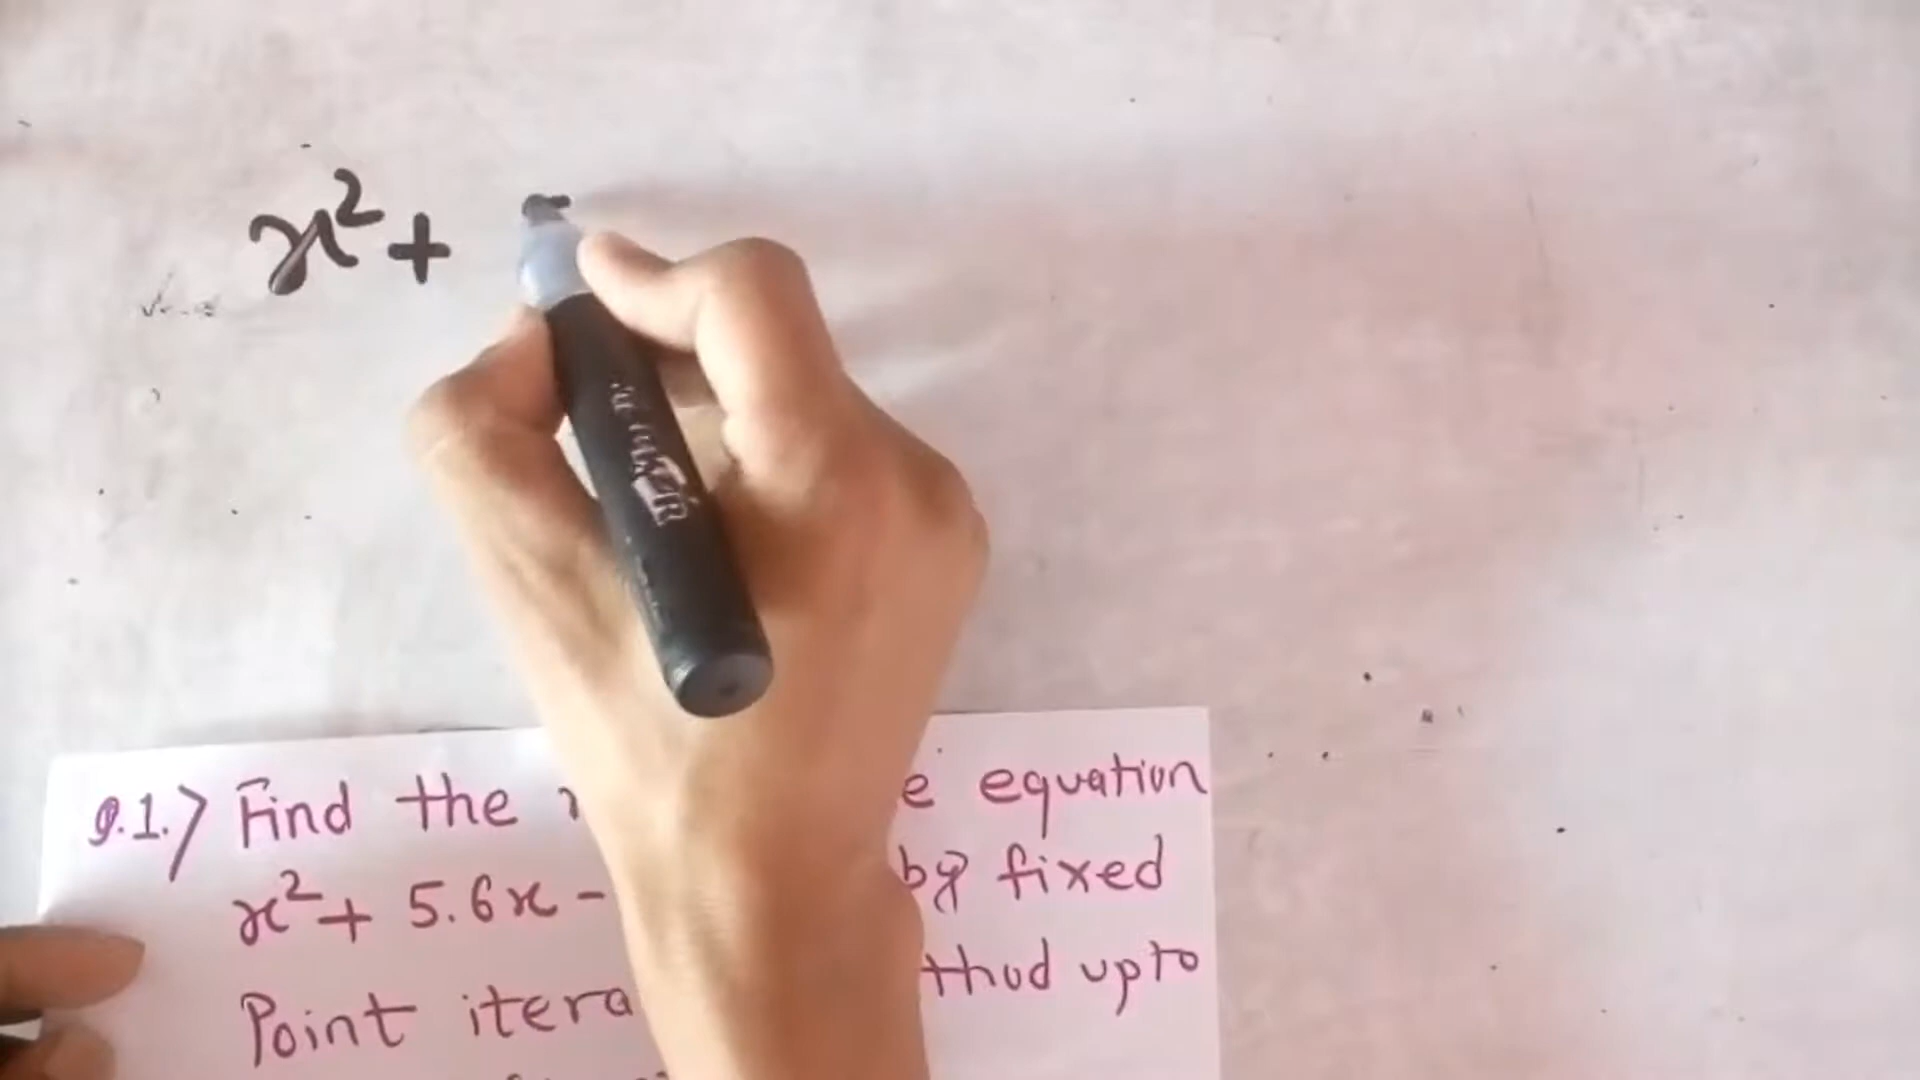 x²+
Q.1.) Find the e equation
x²+ 5.6x - by fixed
Point itera thod upto